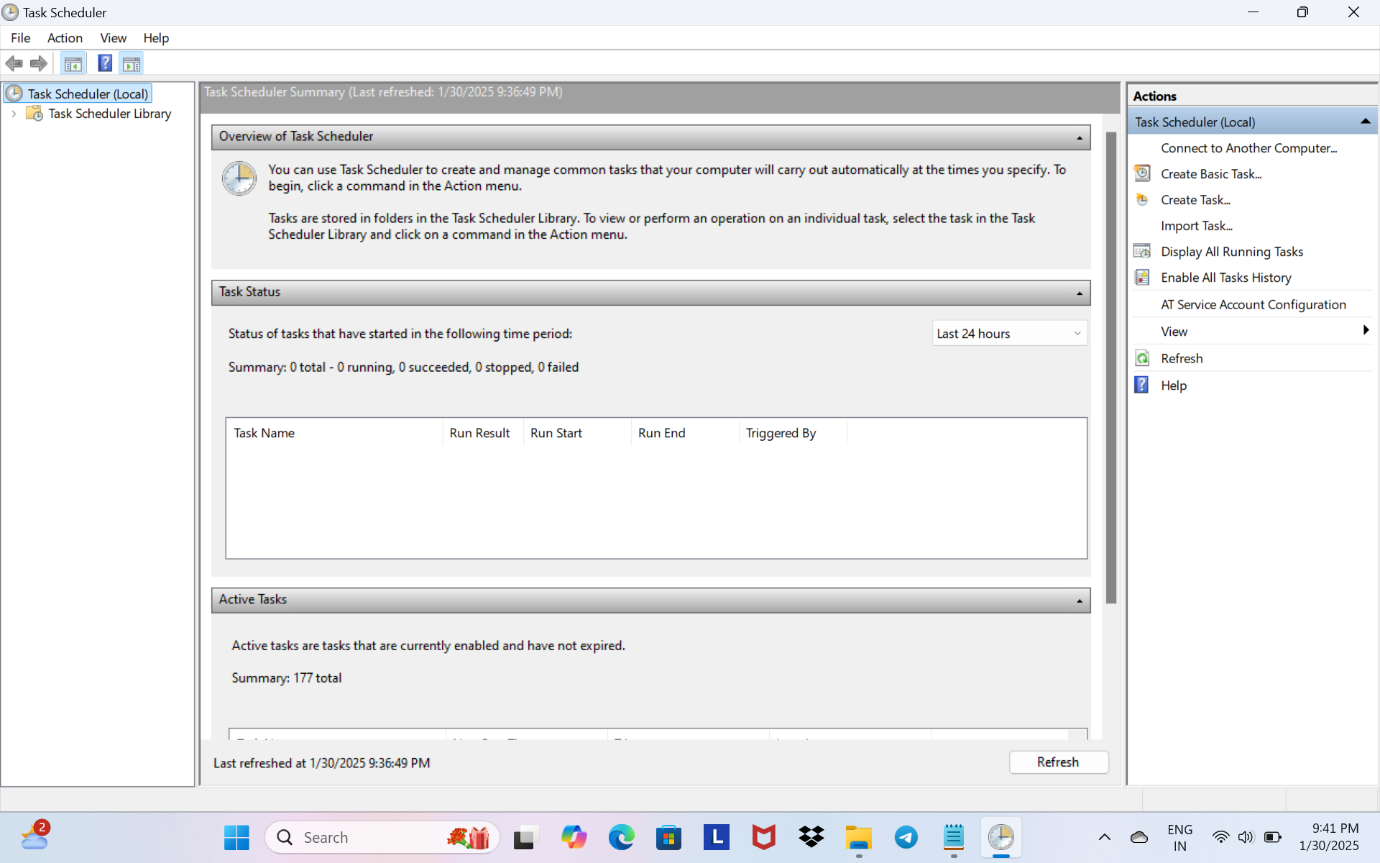 Task Scheduler
File Action View Help
Task Scheduler (Local)
Task Scheduler Library
Task Scheduler Summary (Last refreshed: 1/30/2025 9:36:49 PM)
Overview of Task Scheduler
You can use Task Scheduler to create and manage common tasks that your computer will carry out automatically at the times you specify. To
begin, click a command in the Action menu.
Tasks are stored in folders in the Task Scheduler Library. To view or perform an operation on an individual task, select the task in the Task
Scheduler Library and click on a command in the Action menu.
Task Status
Status of tasks that have started in the following time period:
Last 24 hours
Summary: 0 total - 0 running, 0 succeeded, 0 stopped, 0 failed
Task Name Run Result Run Start Run End Triggered By
Active Tasks
Active tasks are tasks that are currently enabled and have not expired.
Summary: 177 total
Last refreshed at 1/30/2025 9:36:49 PM
Refresh
Actions
Task Scheduler (Local)
Connect to Another Computer...
Create Basic Task...
Create Task...
Import Task...
Display All Running Tasks
Enable All Tasks History
AT Service Account Configuration
View
Refresh
Help
2
Search
L
ENG
IN
9:41 PM
1/30/2025